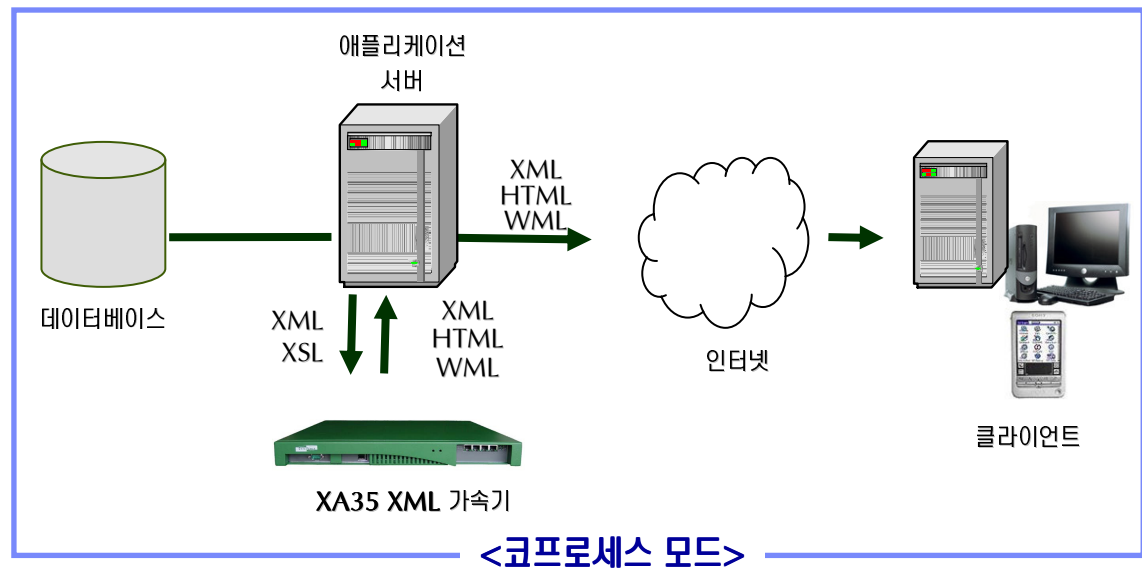 애플리케이션
서버
XML
HTML
WML
데이터베이스
XML
XSL
XML
HTML
WML
인터넷
클라이언트
XA35 XML 가속기
<코프로세스 모드>